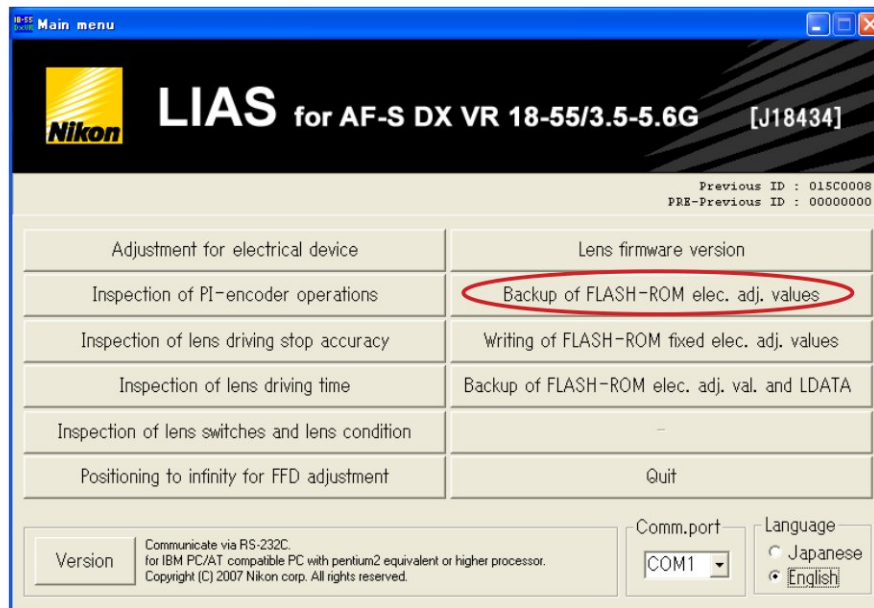 18-55
Main menu
Nikon
LIAS for AF-S DX VR 18-55/3.5-5.6G [J18434]
Previous ID : 015C0008
PRE-Previous ID : 00000000
Adjustment for electrical device
Lens firmware version
Inspection of PI-encoder operations
Backup of FLASH-ROM elec. adj. values
Inspection of lens driving stop accuracy
Writing of FLASH-ROM fixed elec. adj. values
Inspection of lens driving time
Backup of FLASH-ROM elec. adj. val. and LDATA
Inspection of lens switches and lens condition
-
Positioning to infinity for FFD adjustment
Quit
Version
Communicate via RS-232C.
for IBM PC/AT compatible PC with pentium2 equivalent or higher processor.
Copyright (C) 2007 Nikon corp. All rights reserved.
Comm.port
COM1
Language
Japanese
English